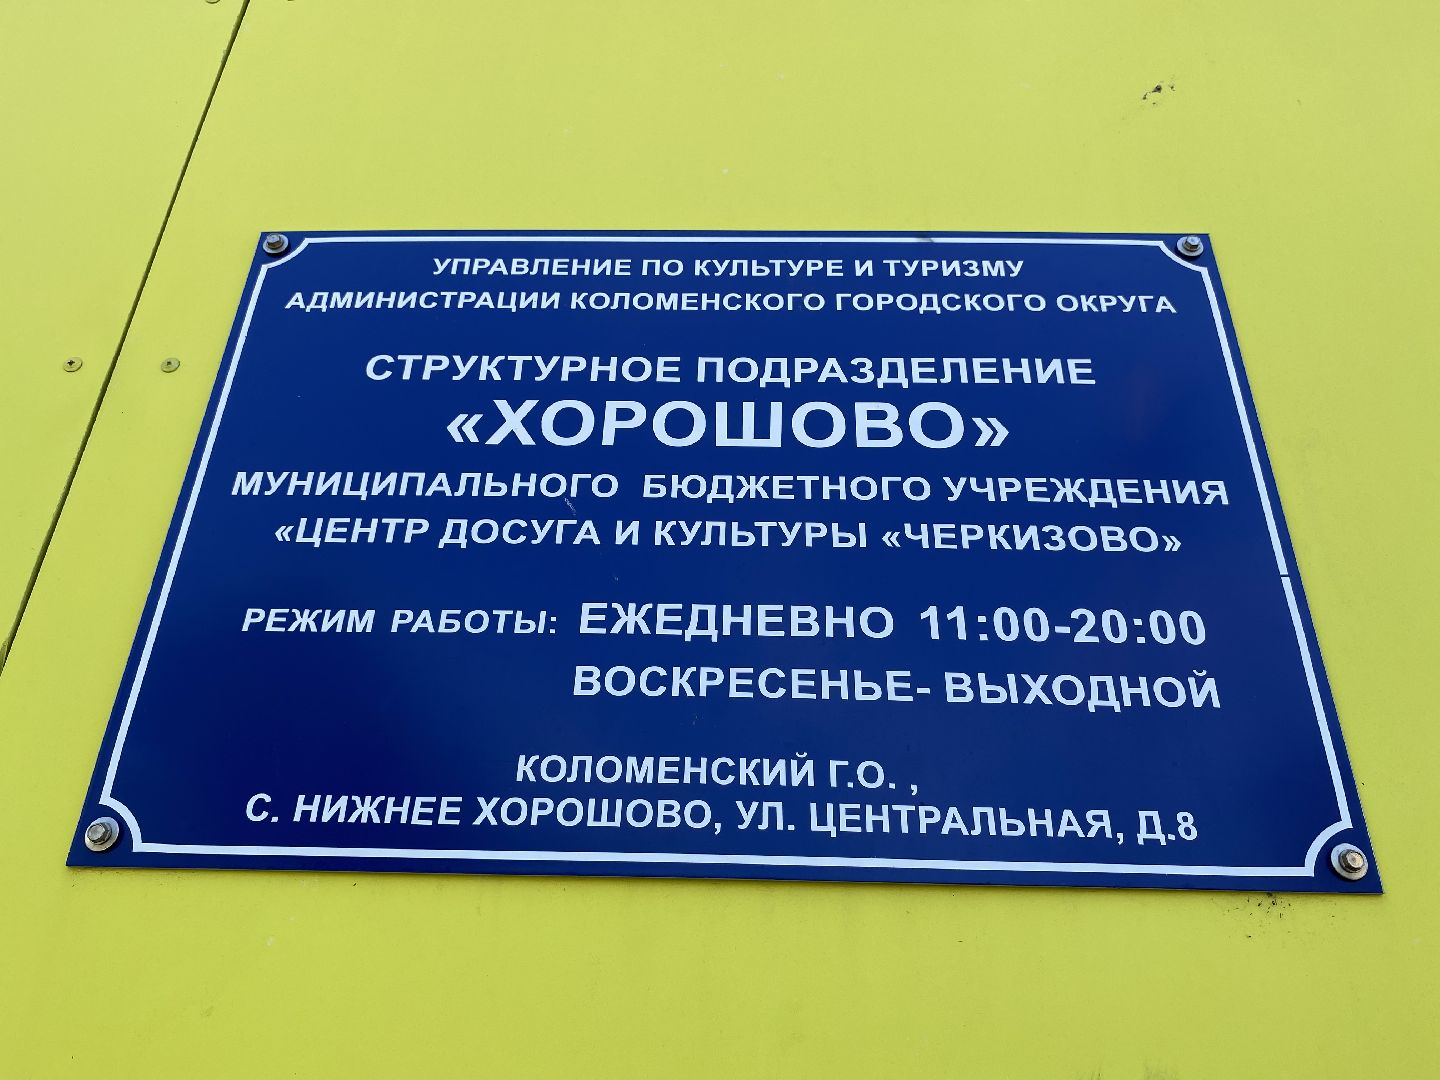 УПРАВЛЕНИЕ ПО КУЛЬТУРЕ И ТУРИЗМУ
АДМИНИСТРАЦИИ КОЛОМЕНСКОГО ГОРОДСКОГО ОКРУГА
СТРУКТУРНОЕ ПОДРАЗДЕЛЕНИЕ
«ХОРОШОВО»
МУНИЦИПАЛЬНОГО БЮДЖЕТНОГО УЧРЕЖДЕНИЯ
«ЦЕНТР ДОСУГА И КУЛЬТУРЫ «ЧЕРКИЗОВО»
РЕЖИМ РАБОТЫ: ЕЖЕДНЕВНО 11:00-20:00
ВОСКРЕСЕНЬЕ- ВЫХОДНОЙ
КОЛОМЕНСКИЙ Г.О. ,
С. НИЖНЕЕ ХОРОШОВО, УЛ. ЦЕНТРАЛЬНАЯ, Д.8